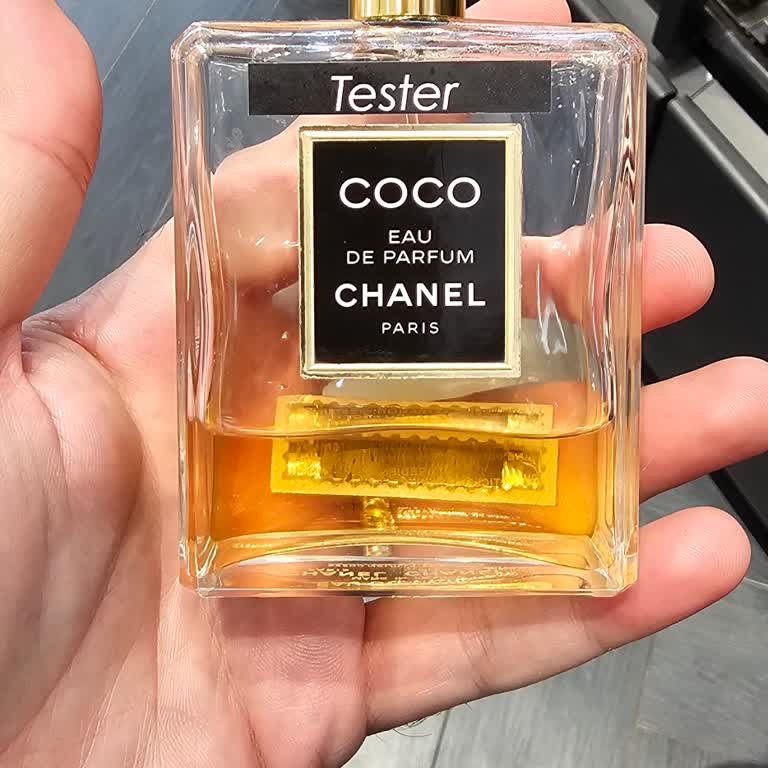 Tester
COCO
EAU
DE PARFUM
CHANEL
PARIS